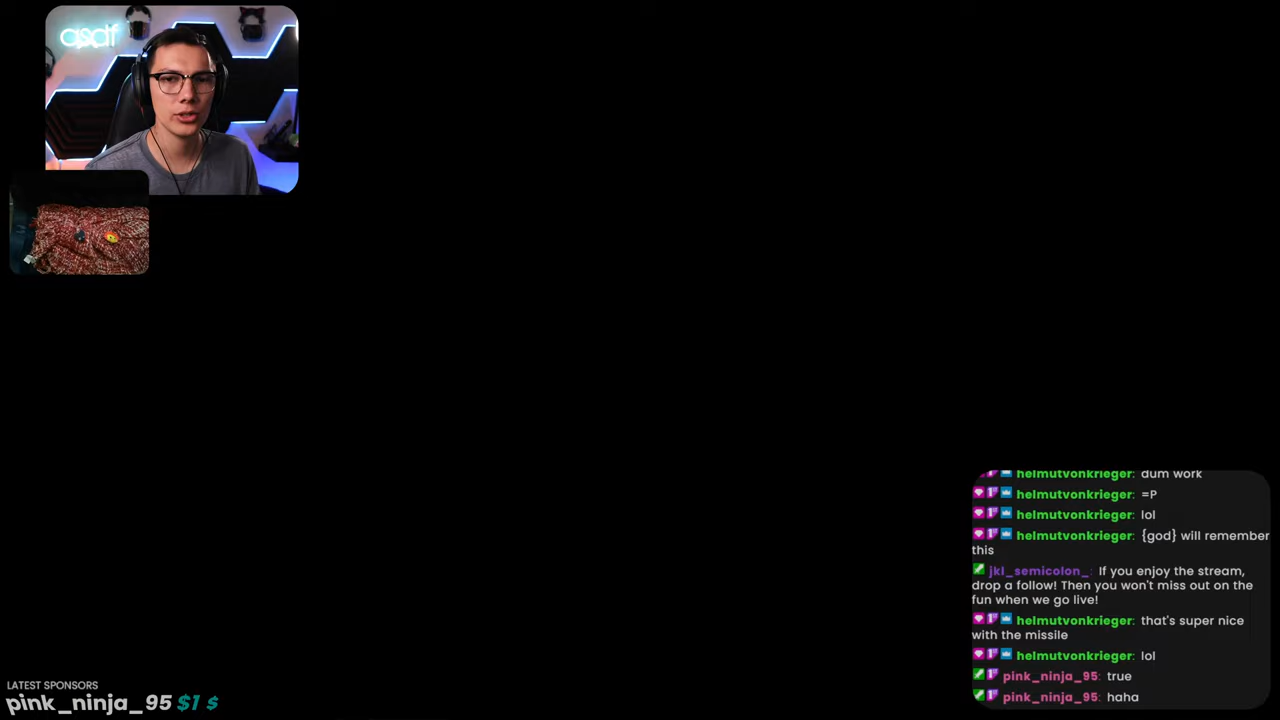 asdf
helmutvonkrieger: dum work
helmutvonkrieger: =P
helmutvonkrieger: lol
helmutvonkrieger: {god} will remember
this
jkl_semicolon_: If you enjoy the stream,
drop a follow! Then you won't miss out on the
fun when we go live!
helmutvonkrieger: that's super nice
with the missile
helmutvonkrieger: lol
pink_ninja_95: true
pink_ninja_95: haha
LATEST SPONSORS
pink_ninja_95 $1 $